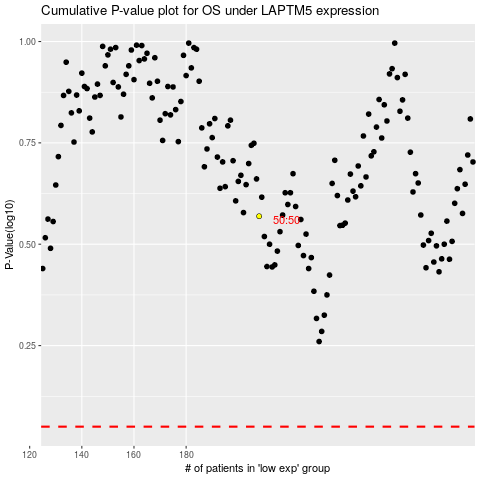 Cumulative P-value plot for OS under LAPTM5 expression
P-Value(log10)
1.00
0.75
0.50
0.25
50:50
120 140 160 180
# of patients in 'low exp' group